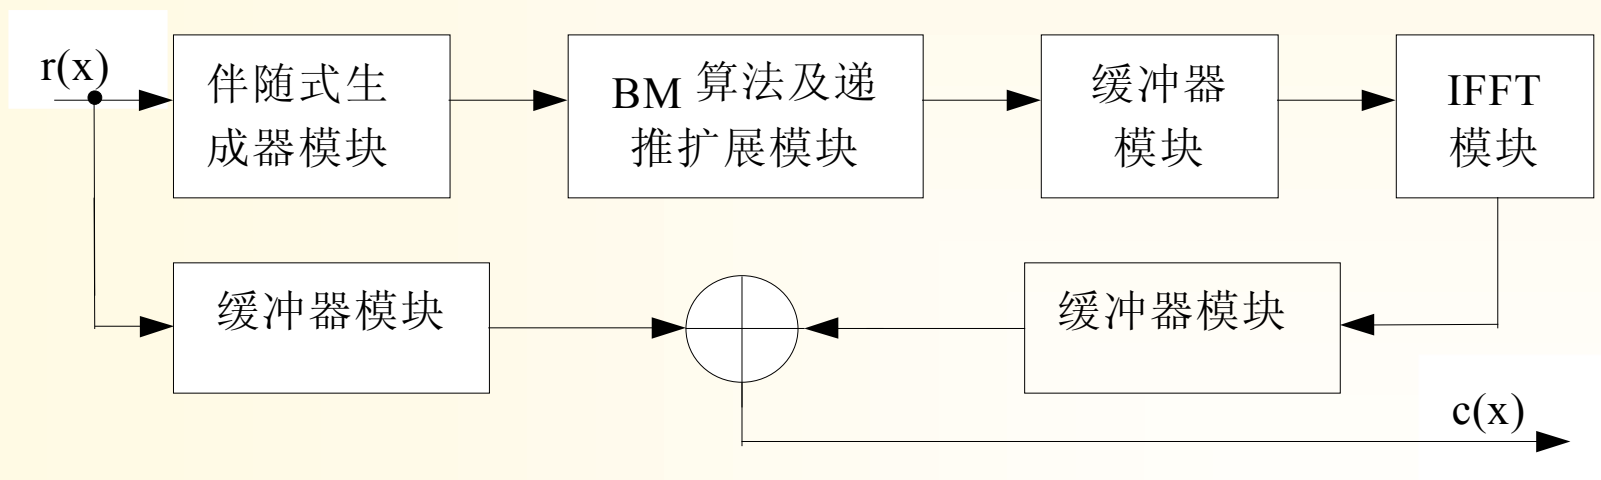 r(x)
伴随式生
成器模块
BM 算法及递
推扩展模块
缓冲器
模块
IFFT
模块
缓冲器模块
缓冲器模块
c(x)